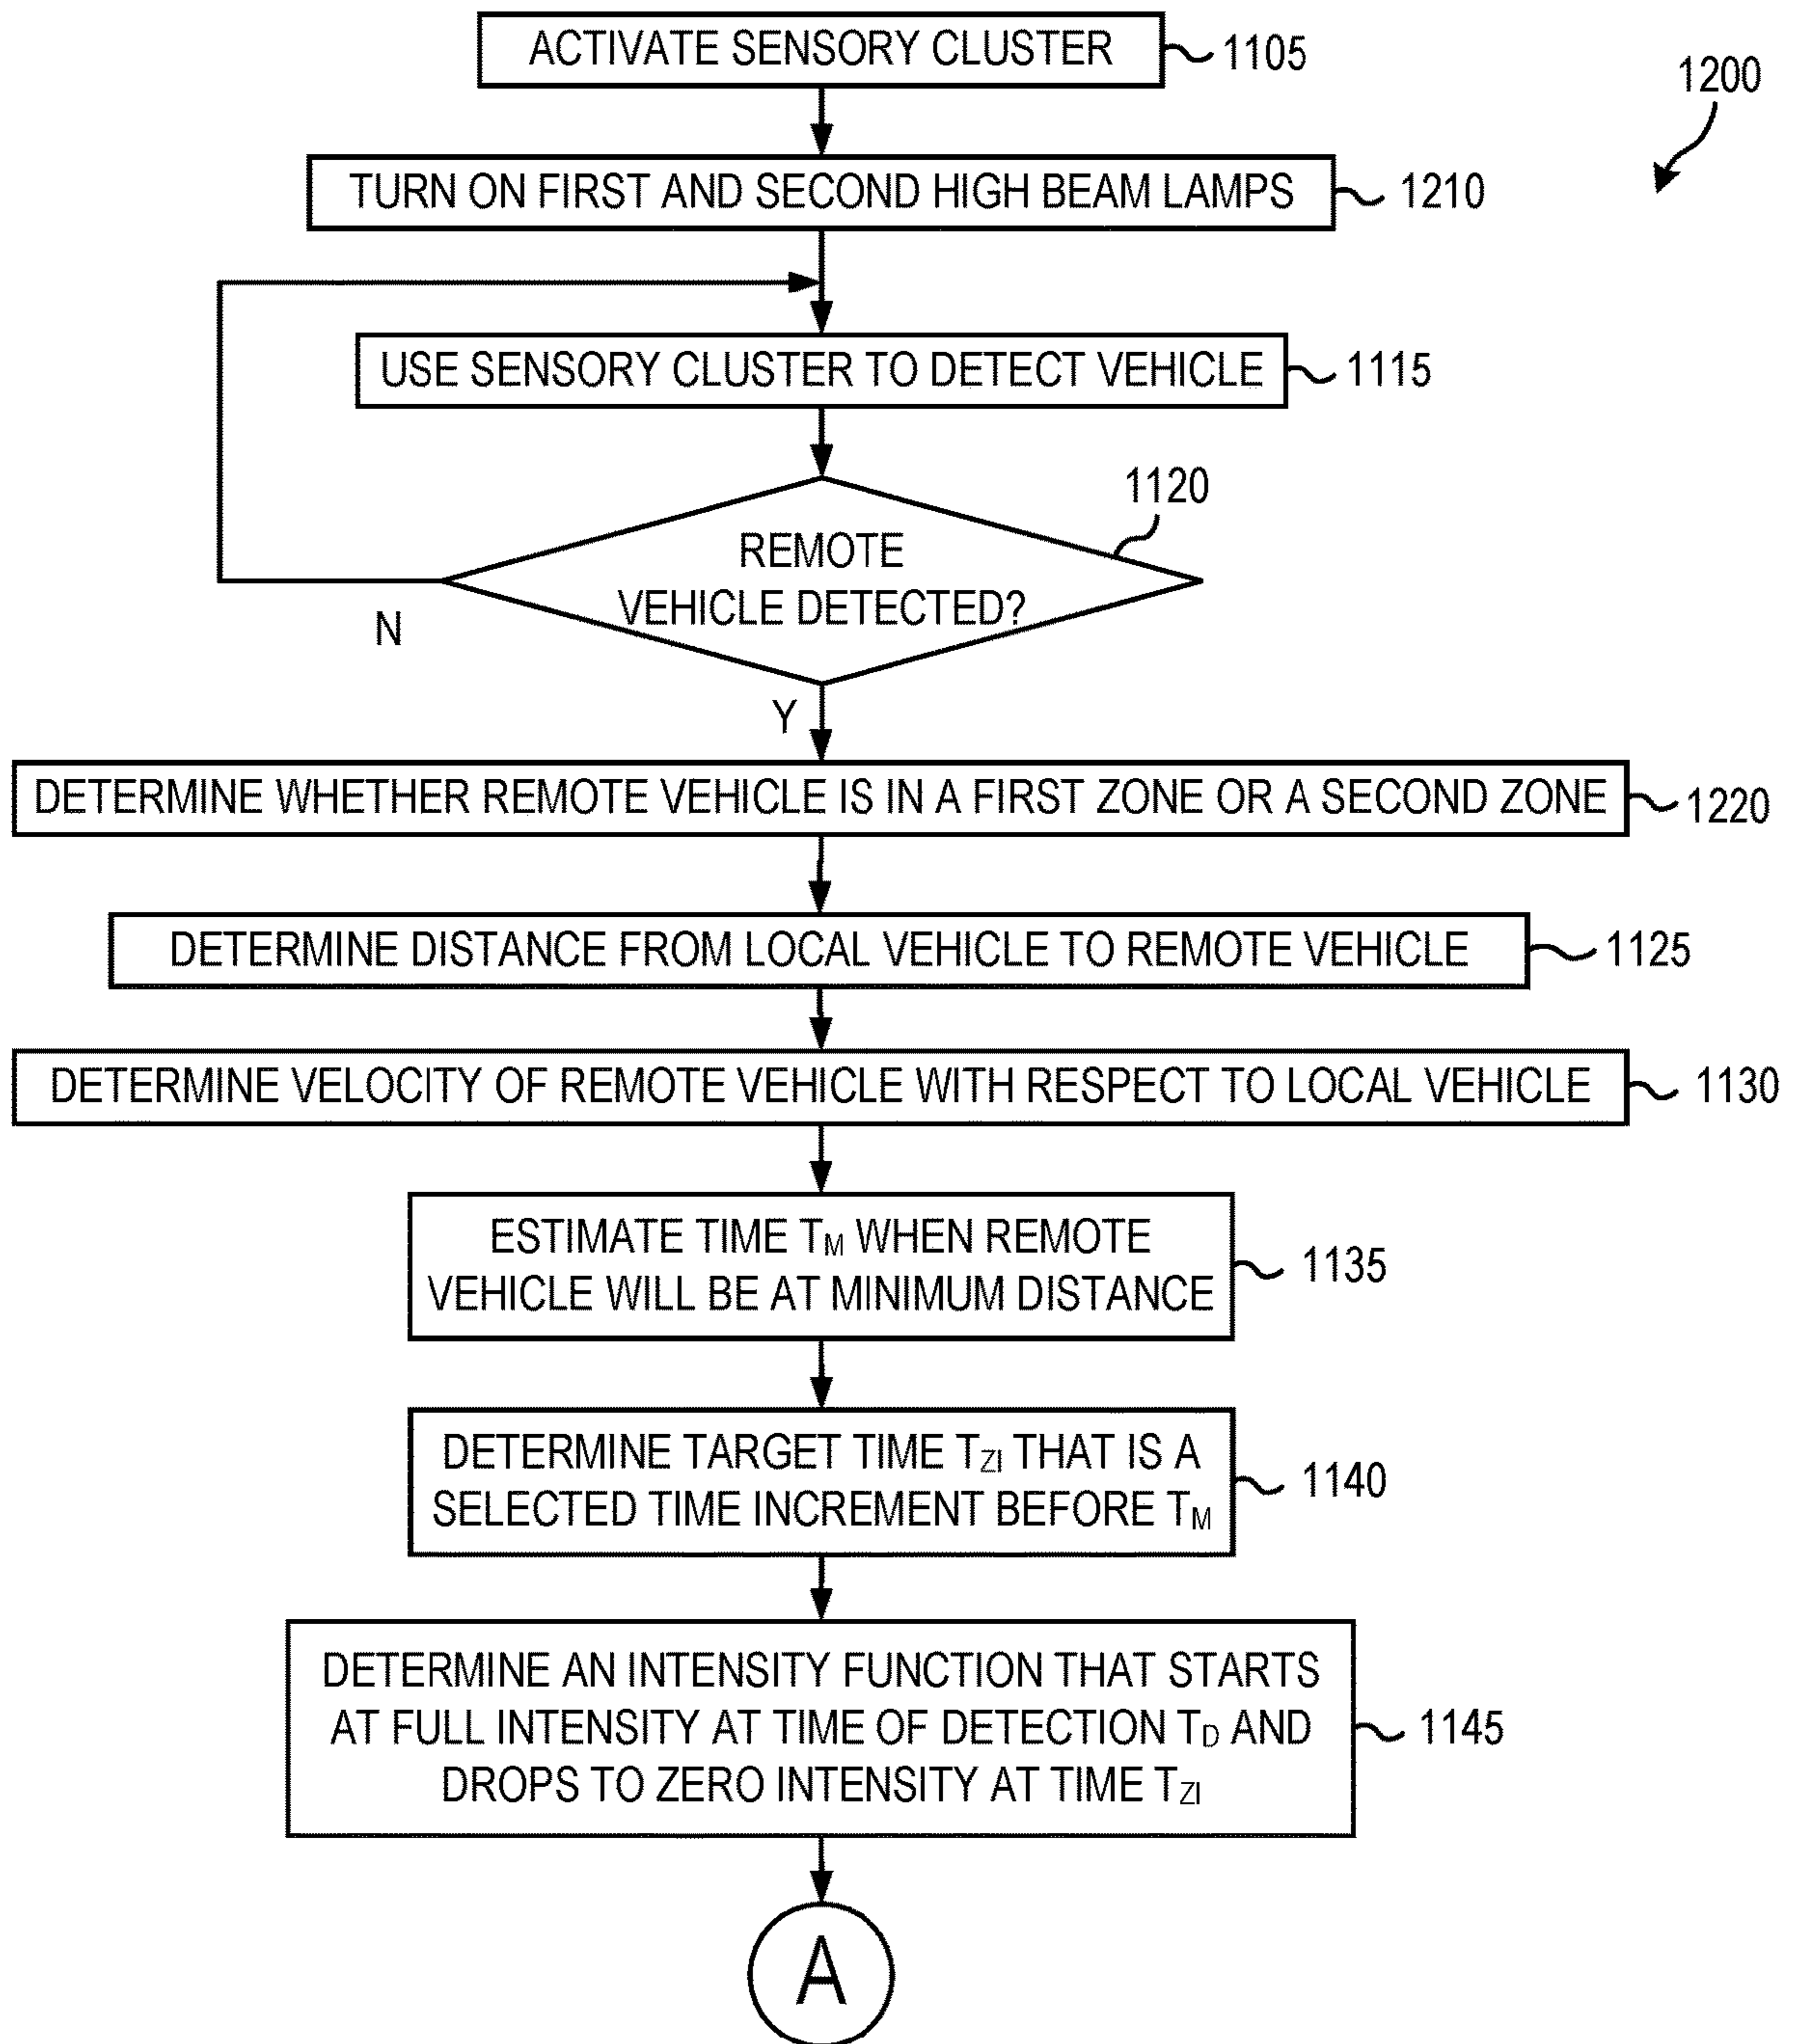 ACTIVATE SENSORY CLUSTER
1105
1200
TURN ON FIRST AND SECOND HIGH BEAM LAMPS
1210
USE SENSORY CLUSTER TO DETECT VEHICLE
1115
1120
REMOTE
VEHICLE DETECTED?
N
Y
DETERMINE WHETHER REMOTE VEHICLE IS IN A FIRST ZONE OR A SECOND ZONE
1220
DETERMINE DISTANCE FROM LOCAL VEHICLE TO REMOTE VEHICLE
1125
DETERMINE VELOCITY OF REMOTE VEHICLE WITH RESPECT TO LOCAL VEHICLE
1130
ESTIMATE TIME TM WHEN REMOTE
VEHICLE WILL BE AT MINIMUM DISTANCE
1135
DETERMINE TARGET TIME TZI THAT IS A
SELECTED TIME INCREMENT BEFORE TM
1140
DETERMINE AN INTENSITY FUNCTION THAT STARTS
AT FULL INTENSITY AT TIME OF DETECTION TD AND
DROPS TO ZERO INTENSITY AT TIME TZI
1145
A